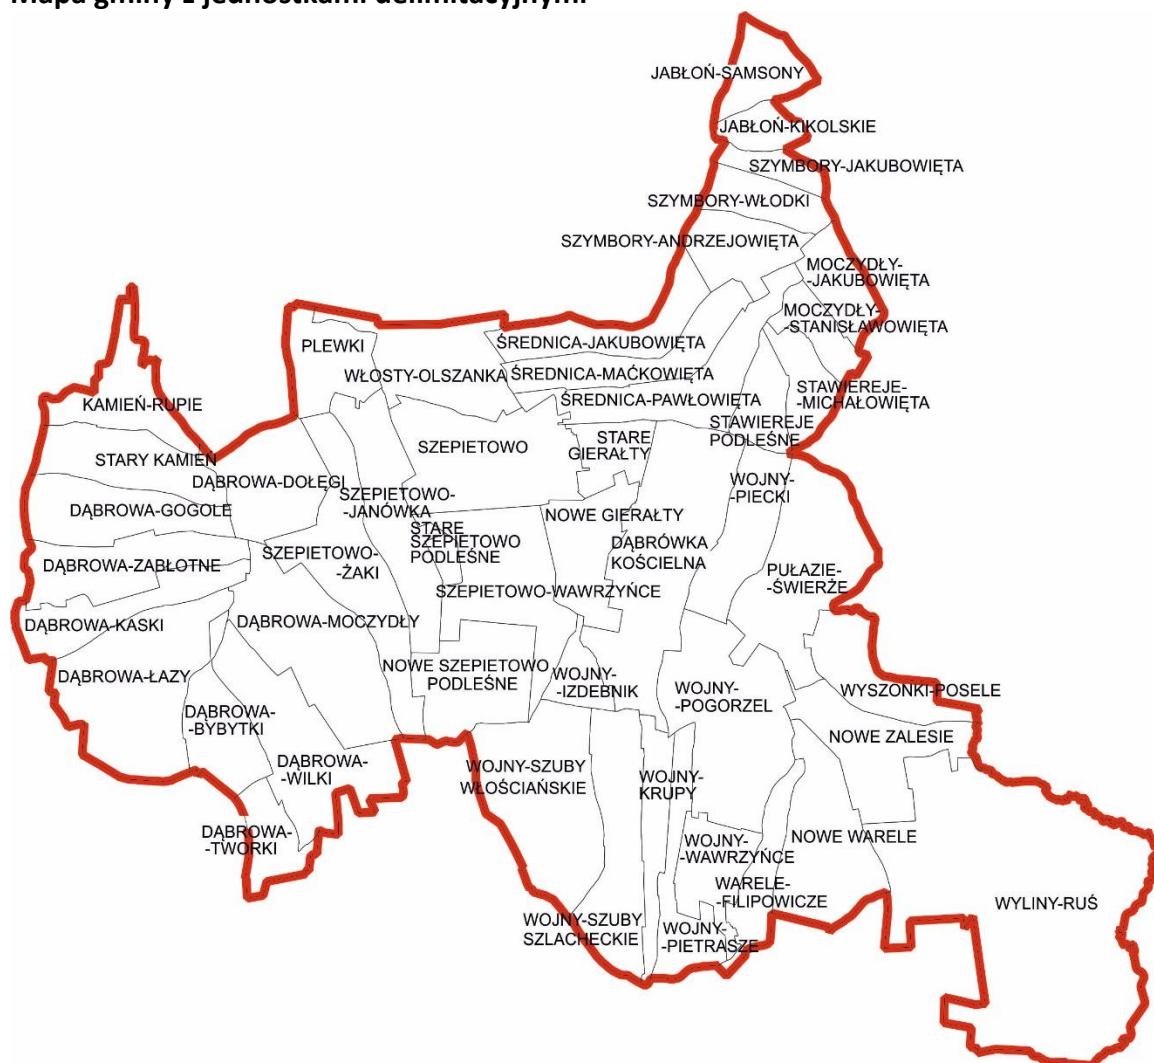 Mapa gminy z jednostkami delimitacyjnymi
JABŁOŃ-SAMSONY
JABŁOŃ-KIKOLSKIE
SZYMBORY-JAKUBOWIĘTA
SZYMBORY-WŁODKI
SZYMBORY-ANDRZEJOWIĘTA
MOCZYDŁY-
-JAKUBOWIĘTA
MOCZYDŁY-
-STANISŁAWOWIĘTA
PLEWKI
ŚREDNICA-JAKUBOWIĘTA
WŁOSTY-OLSZANKA
ŚREDNICA-MAĆKOWIĘTA
STAWIEREJE-
-MICHAŁOWIĘTA
KAMIEŃ-RUPIE
ŚREDNICA-PAWŁOWIĘTA
STAWIEREJE
PODLEŚNE
SZEPIETOWO
STARE
GIERAŁTY
STARY KAMIEŃ
DĄBROWA-DOŁĘGI
WOJNY-
-PIECKI
SZEPIETOWO-
-JANÓWKA
DĄBROWA-GOGOLE
NOWE GIERAŁTY
STARE
SZEPIETOWO
PODLEŚNE
DĄBRÓWKA
KOŚCIELNA
SZEPIETOWO-
-ŻAKI
DĄBROWA-ZABŁOTNE
PUŁAZIE-
-ŚWIERŻE
SZEPIETOWO-WAWRZYŃCE
DĄBROWA-KASKI
DĄBROWA-MOCZYDŁY
DĄBROWA-ŁAZY
NOWE SZEPIETOWO
PODLEŚNE
WOJNY-
-IZDEBNIK
WOJNY-
-POGORZEL
WYSZONKI-POSELE
DĄBROWA-
-BYBYTKI
NOWE ZALESIE
DĄBROWA-
-WILKI
WOJNY-SZUBY
WŁOŚCIAŃSKIE
WOJNY-
KRUPY
DĄBROWA-
-TWORKI
WOJNY-
-WAWRZYŃCE
NOWE WARELE
WARELE-
-FILIPOWICZE
WYLINY-RUŚ
WOJNY-SZUBY
SZLACHECKIE
WOJNY-
-PIETRASZE